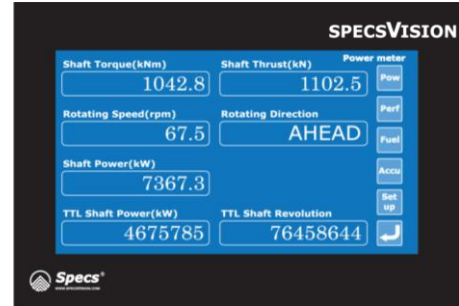 SPECSVISION
Power meter
Shaft Torque(kNm) Shaft Thrust(kN)
1042.8 1102.5
Pow
Rotating Speed(rpm) Rotating Direction
Perf
67.5 AHEAD
Fuel
Shaft Power(kW)
7367.3
Accu
Set
up
TTL Shaft Power(kW) TTL Shaft Revolution
4675785 76458644
Specs®